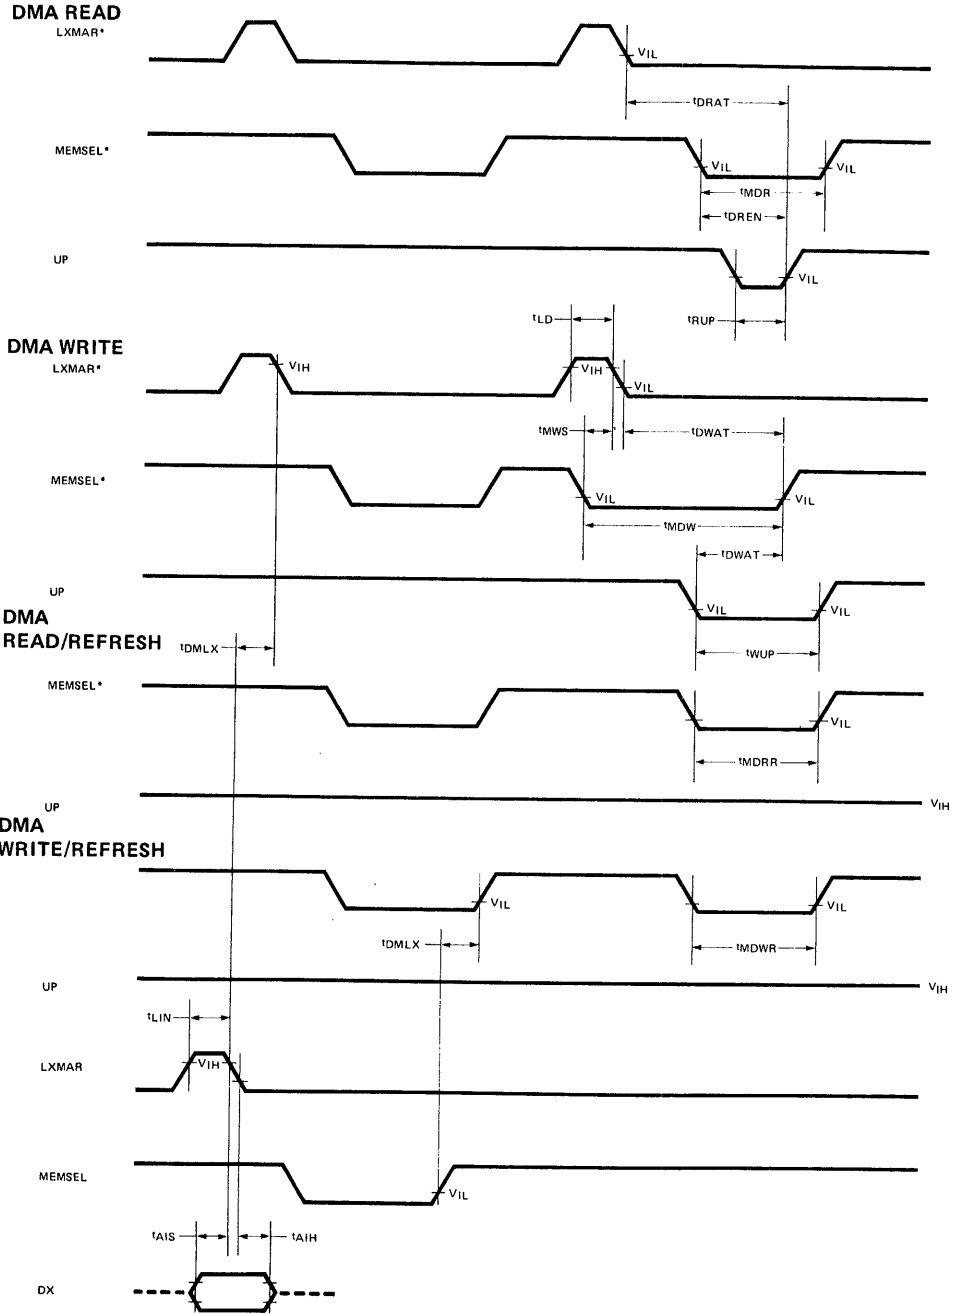 DMA READ
LXMAR*
VIL
tDRAT
MEMSEL*
VIL
VIL
tMDR
tDREN
UP
VIL
tLD
tRUP
DMA WRITE
LXMAR*
VIH
VIH
VIL
tMWS
tDWAT
MEMSEL*
VIL
VIL
tMDW
tDWAT
UP
VIL
VIL
DMA
READ/REFRESH
tDMLX
tWUP
MEMSEL*
VIL
tMDRR
UP
VIH
DMA
WRITE/REFRESH
VIL
VIL
tDMLX
tMDWR
UP
VIH
tLIN
LXMAR
VIH
MEMSEL
VIL
tAIS
tAIH
DX